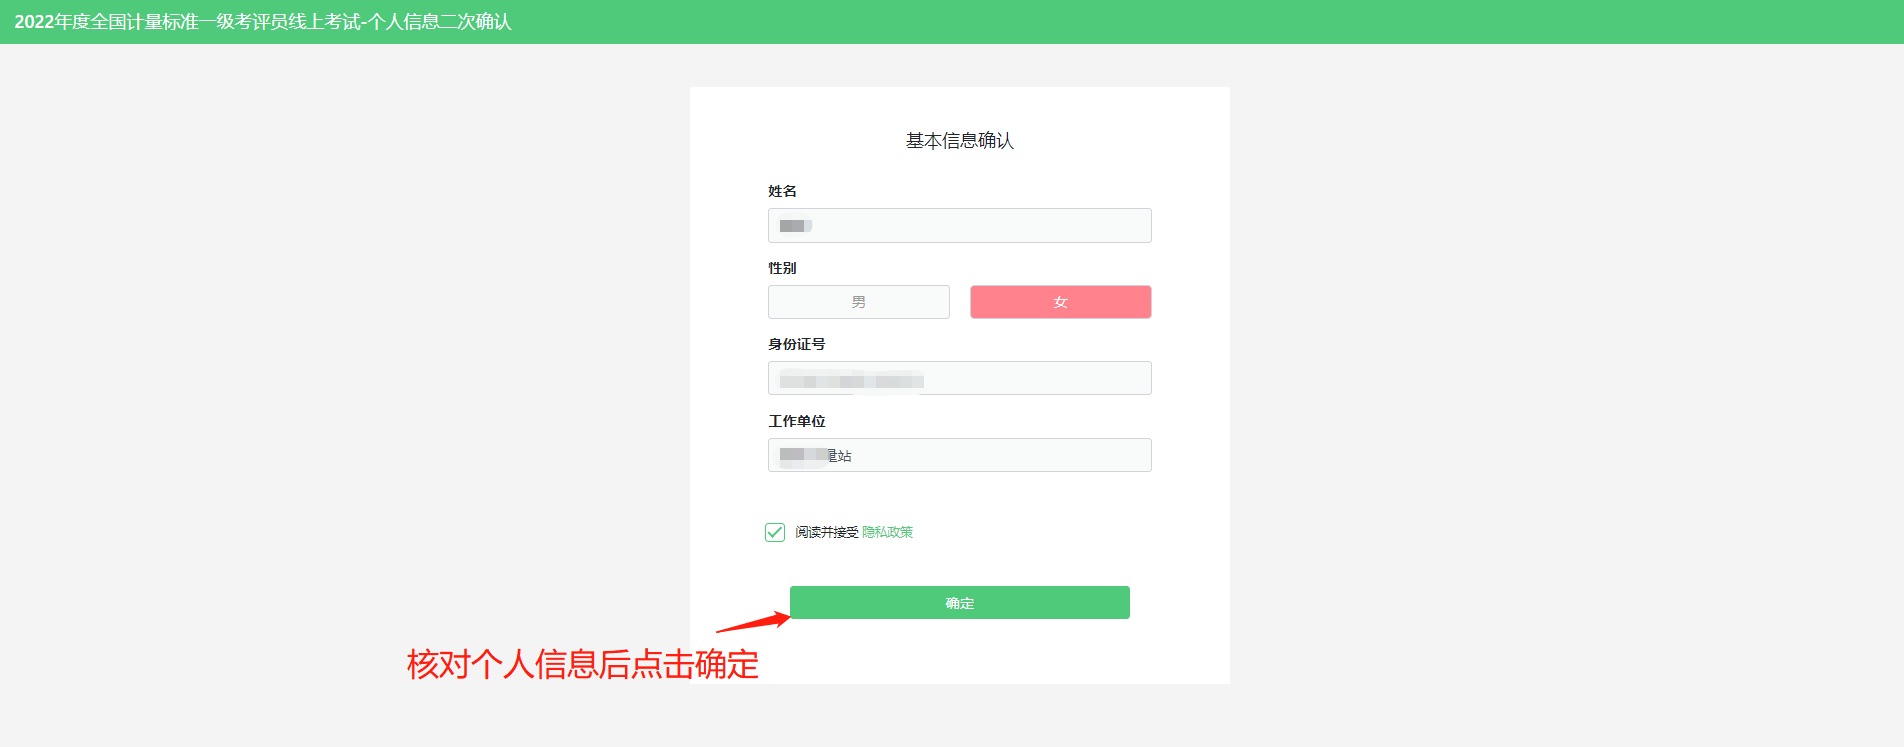 2022年度全国计量标准一级考评员线上考试-个人信息二次确认
基本信息确认
姓名
性别
男
女
身份证号
工作单位
站
阅读并接受 隐私政策
确定
核对个人信息后点击确定